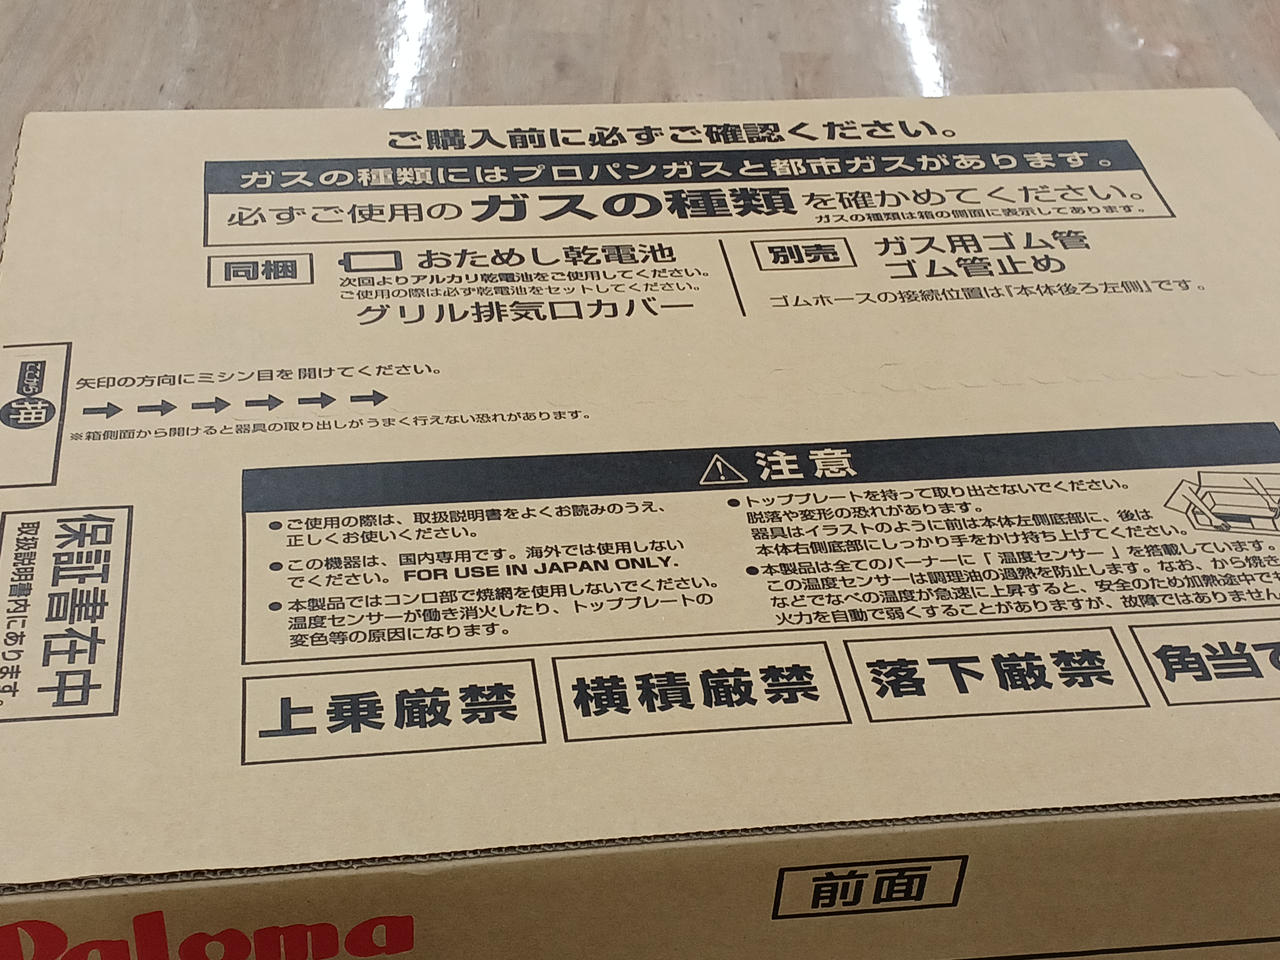 ご購入前に必ずご確認ください。
ガスの種類にはプロパンガスと都市ガスがあります。
必ずご使用のガスの種類を確かめてください。
ガスの種類は箱の側面に表示してあります。
同梱
おためし乾電池
次回よりアルカリ乾電池をご使用してください。
ご使用の際は必ず乾電池をセットしてください。
グリル排気口カバー
別売
ガス用ゴム管
ゴム管止め
ゴムホースの接続位置は「本体後ろ左側」です。
ここから
押
矢印の方向にミシン目を開けてください。
※箱側面から開けると器具の取り出しがうまく行えない恐れがあります。
保証書在中
取扱説明書内にあります。
注意
●ご使用の際は、取扱説明書をよくお読みのうえ、
正しくお使いください。
●この機器は、国内専用です。海外では使用しない
でください。FOR USE IN JAPAN ONLY.
●本製品ではコンロ部で焼網を使用しないでください。
温度センサーが働き消火したり、トッププレートの
変色等の原因になります。
●トッププレートを持って取り出さないでください。
脱落や変形の恐れがあります。
器具はイラストのように前は本体左側底部に、後は
本体右側底部にしっかり手をかけ持ち上げてください。
●本製品は全てのバーナーに「温度センサー」を搭載しています。
この温度センサーは調理油の過熱を防止します。なお、から焼き
などでなべの温度が急速に上昇すると、安全のため加熱途中でも
火力を自動で弱くすることがありますが、故障ではありません
上乗厳禁
横積厳禁
落下厳禁
角当て
前面
Paloma